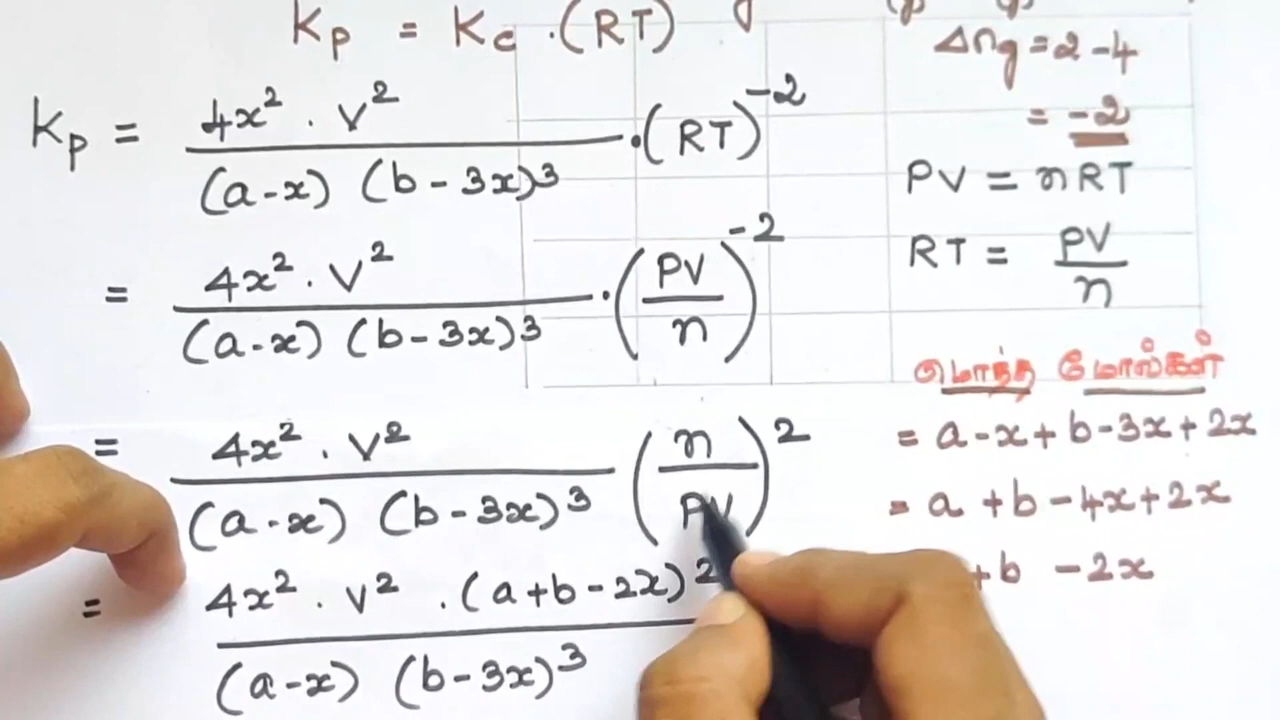 Kp = Kc .(RT)
Kp = 4x² . V² / (a-x) (b-3x)³ .(RT)⁻²
= 4x² . V² / (a-x) (b-3x)³ . (PV/n)⁻²
= 4x² . V² / (a-x) (b-3x)³ (n/PV)²
= 4x² . V² .(a+b-2x)² / (a-x) (b-3x)³
Δng = 2-4
= -2
PV = nRT
RT = PV/n
மொத்த மோல்கள்
= a-x+b-3x+2x
= a +b -4x+2x
+b -2x